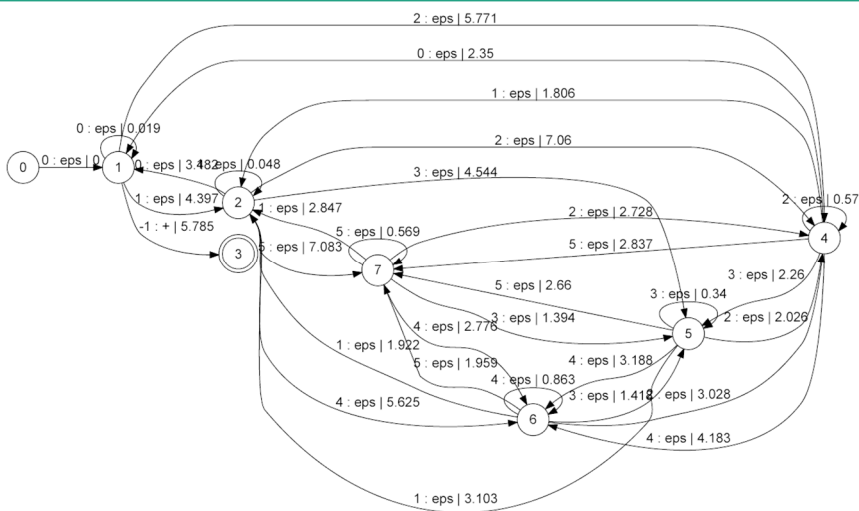 2 : eps | 5.771
0 : eps | 2.35
1 : eps | 1.806
0 : eps | 0.019
2 : eps | 7.06
0 : eps | 0
1
0 : eps | 3.482
1 : eps | 0.048
3 : eps | 4.544
0
2 : eps | 0.57
1 : eps | 4.397
2
1 : eps | 2.847
2 : eps | 2.728
-1 : + | 5.785
5 : eps | 0.569
4
3
5 : eps | 7.083
5 : eps | 2.837
7
3 : eps | 2.26
5 : eps | 2.66
3 : eps | 0.34
3 : eps | 1.394
2 : eps | 2.026
4 : eps | 2.776
5
1 : eps | 1.922
5 : eps | 1.959
4 : eps | 3.188
4 : eps | 0.863
3 : eps | 1.418
eps | 3.028
4 : eps | 5.625
6
4 : eps | 4.183
1 : eps | 3.103